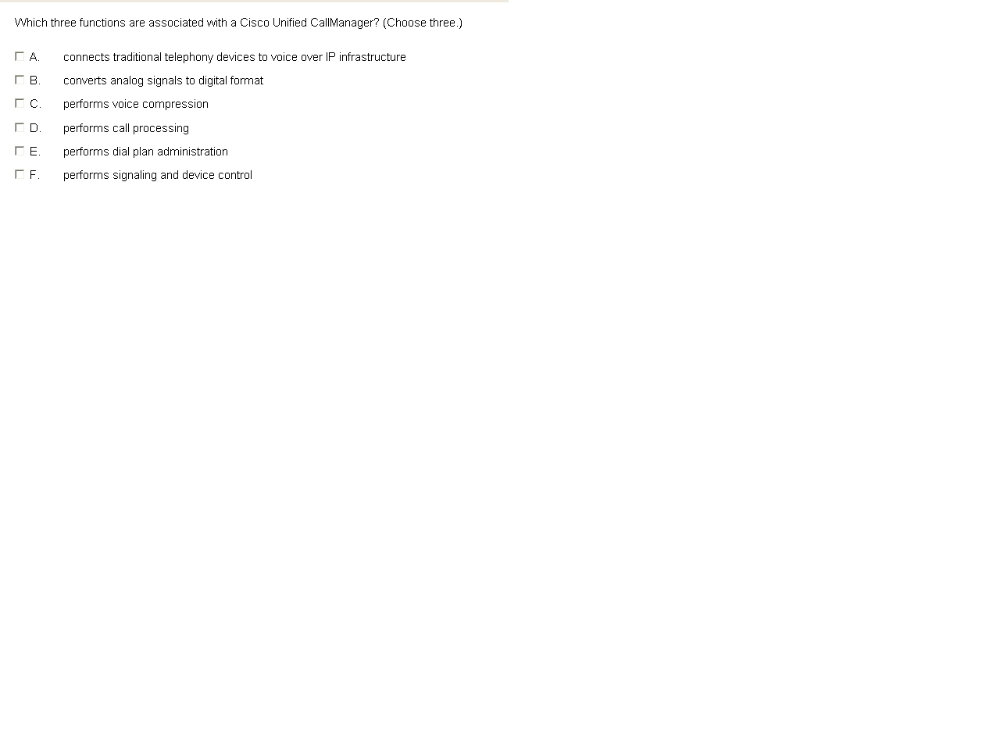 Which three functions are associated with a Cisco Unified CallManager? (Choose three.)
A. connects traditional telephony devices to voice over IP infrastructure
B. converts analog signals to digital format
C. performs voice compression
D. performs call processing
E. performs dial plan administration
F. performs signaling and device control